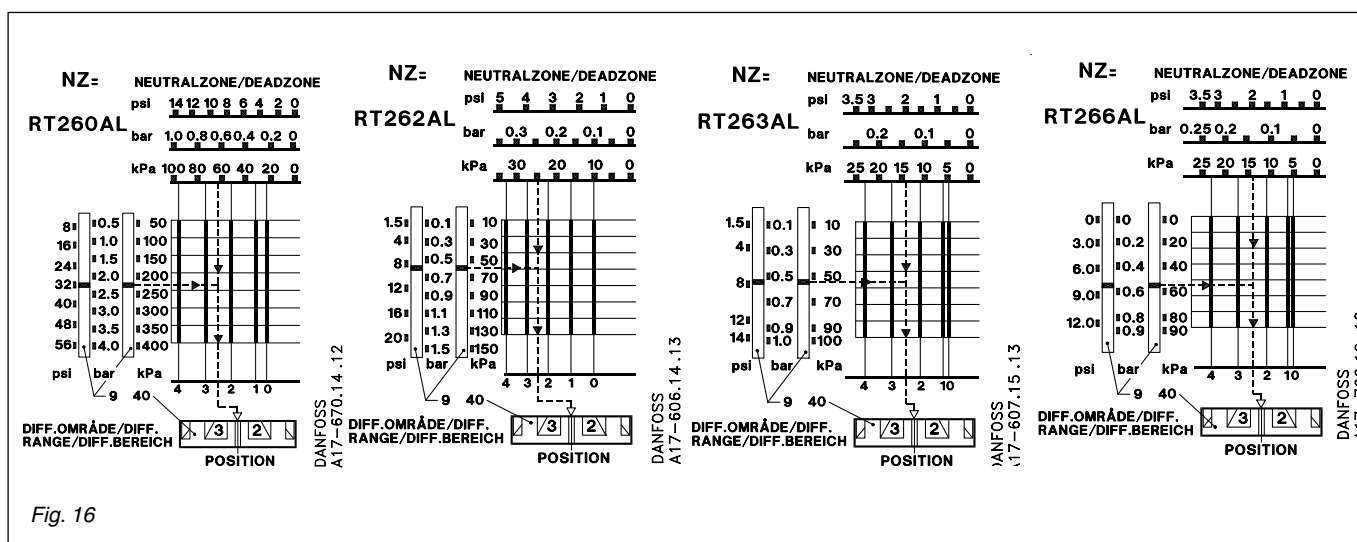 NZ=
NEUTRALZONE/DEADZONE
RT260AL
psi 14 12 10 8 6 4 2 0
bar 1.0 0.8 0.6 0.4 0.2 0
kPa 100 80 60 40 20 0
8 0.5 50
16 1.0 100
1.5 150
24 2.0 200
32
2.5 250
40 3.0 300
48 3.5 350
56 4.0 400
psi bar kPa
4 3 2 1 0
9 40
DIFF.OMRÅDE/DIFF.
RANGE/DIFF.BEREICH
3 2
POSITION
DANFOSS
A17-670.14.12
NZ=
NEUTRALZONE/DEADZONE
RT262AL
psi 5 4 3 2 1 0
bar 0.3 0.2 0.1 0
kPa 30 20 10 0
1.5 0.1 10
4 0.3 30
8 0.5 50
0.7 70
12 0.9 90
16 1.1 110
1.3 130
20 1.5 150
psi bar kPa
4 3 2 1 0
9 40
DIFF.OMRÅDE/DIFF.
RANGE/DIFF.BEREICH
3 2
POSITION
DANFOSS
A17-606.14.13
NZ=
NEUTRALZONE/DEADZONE
RT263AL
psi 3.5 3 2 1 0
bar 0.2 0.1 0
kPa 25 20 15 10 5 0
1.5 0.1 10
4 0.3 30
0.5 50
8
0.7 70
12 0.9 90
14 1.0 100
psi bar kPa
4 3 2 1 0
9 40
DIFF.OMRÅDE/DIFF.
RANGE/DIFF.BEREICH
3 2
POSITION
DANFOSS
A17-607.15.13
NZ=
NEUTRALZONE/DEADZONE
RT266AL
psi 3.5 3 2 1 0
bar 0.25 0.2 0.1 0
kPa 25 20 15 10 5 0
0 0 0
3.0 0.2 20
6.0 0.4 40
9.0 0.6 60
12.0 0.8 80
0.9 90
psi bar kPa
4 3 2 1 0
9 40
DIFF.OMRÅDE/DIFF.
RANGE/DIFF.BEREICH
3 2
POSITION
DANFOSS
Fig. 16